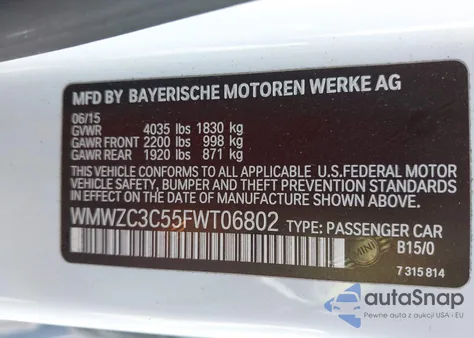 MFD BY BAYERISCHE MOTOREN WERKE AG
06/15
GVWR 4035 lbs 1830 kg
GAWR FRONT 2200 lbs 998 kg
GAWR REAR 1920 lbs 871 kg
THIS VEHICLE CONFORMS TO ALL APPLICABLE U.S.FEDERAL MOTOR
VEHICLE SAFETY, BUMPER AND THEFT PREVENTION STANDARDS
IN EFFECT ON THE DATE OF MANUFACTURE SHOWN ABOVE.
WMWZC3C55FWT06802 TYPE: PASSENGER CAR
MINI
B15/0
7 315 814
autoSnap
Pewne auta z aukcji USA i EU